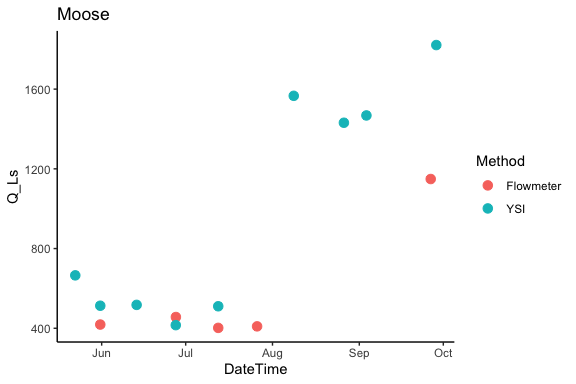 Moose
1600
1200
800
400
Q_Ls
Jun Jul Aug Sep Oct
DateTime
Method
Flowmeter
YSI